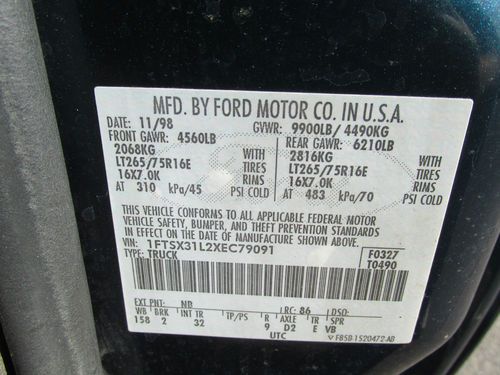 MFD. BY FORD MOTOR CO. IN U.S.A.
DATE: 11/98 GVWR: 9900LB/ 4490KG
FRONT GAWR: 4560LB REAR GAWR: 6210LB
2068KG WITH 2816KG WITH
LT265/75R16E TIRES LT265/75R16E TIRES
16X7.0K RIMS 16X7.0K RIMS
AT 310 kPa/45 PSI COLD AT 483 kPa/70 PSI COLD
THIS VEHICLE CONFORMS TO ALL APPLICABLE FEDERAL MOTOR
VEHICLE SAFETY, BUMPER, AND THEFT PREVENTION STANDARDS IN
EFFECT ON THE DATE OF MANUFACTURE SHOWN ABOVE.
VIN: 1FTSX31L2XEC79091 F0327
TYPE: TRUCK T0490
EXT PNT: NB RC: 86 DSO:
WB BRK INT TR TP/PS R AXLE TR SPR
158 2 32 9 D2 E VB
UTC F85B-1520472-AB